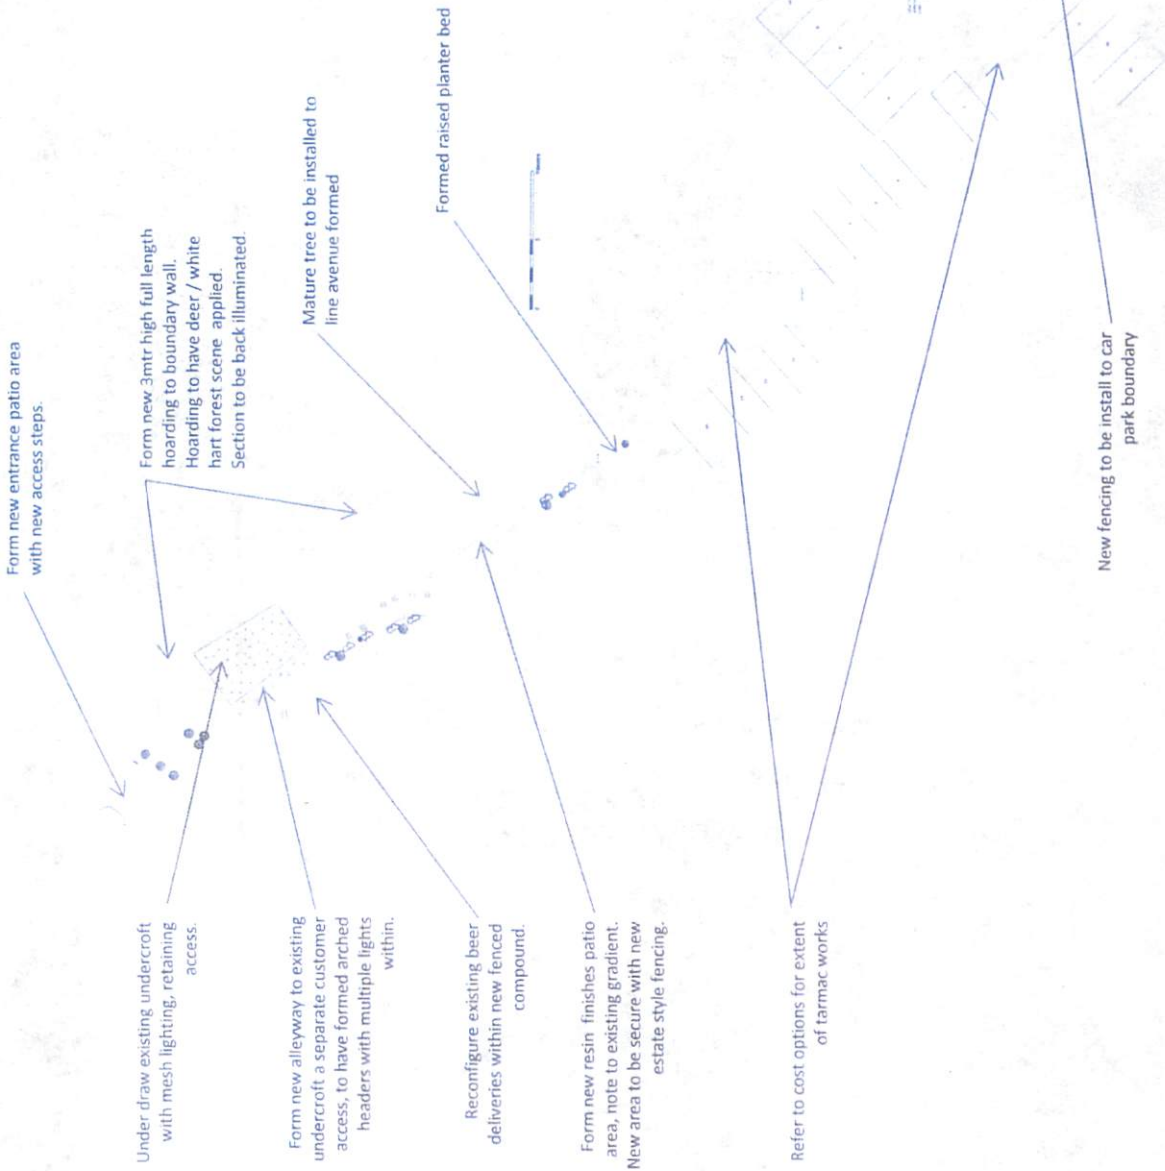 Form new entrance patio area
with new access steps.
Form new 3mtr high full length
hoarding to boundary wall.
Hoarding to have deer / white
hart forest scene applied.
Section to be back illuminated.
Mature tree to be installed to
line avenue formed
Formed raised planter bed
Under draw existing undercroft
with mesh lighting, retaining
access.
Form new alleyway to existing
undercroft a separate customer
access, to have formed arched
headers with multiple lights
within.
Reconfigure existing beer
deliveries within new fenced
compound.
Form new resin finishes patio
area, note to existing gradient.
New area to be secure with new
estate style fencing.
Refer to cost options for extent
of tarmac works
New fencing to be install to car
park boundary